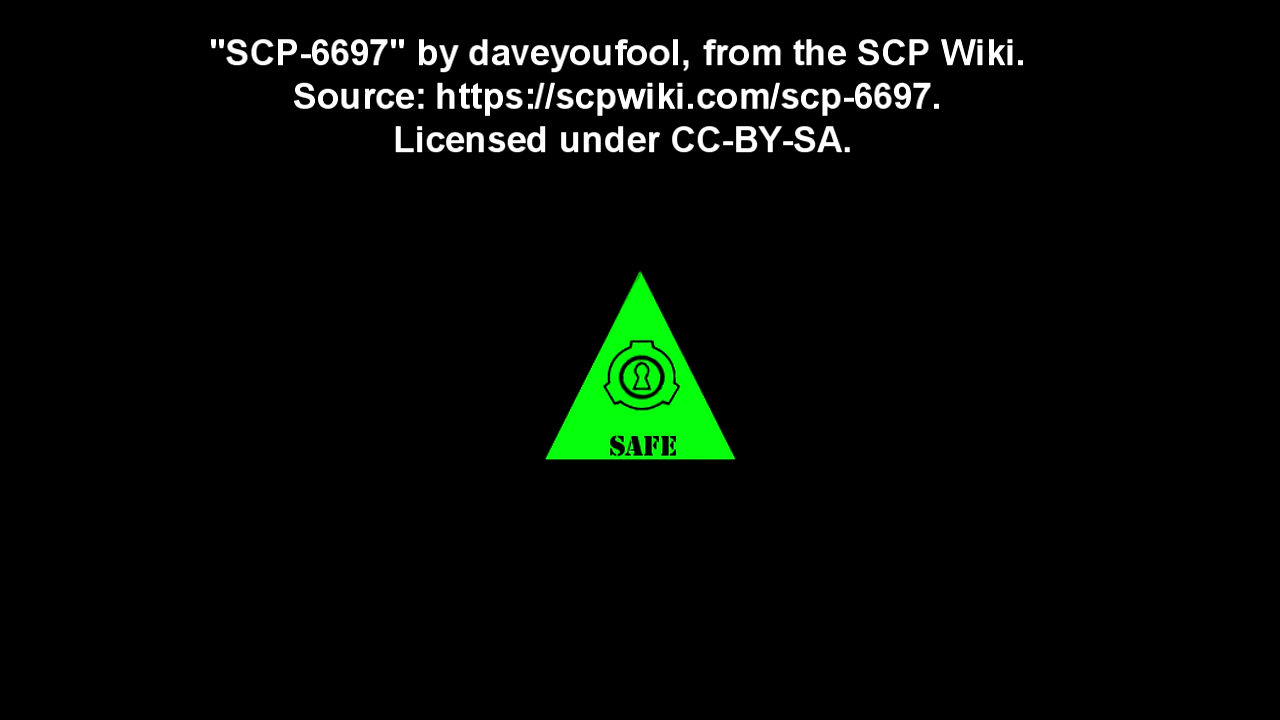 "SCP-6697" by daveyoufool, from the SCP Wiki.
Source: https://scpwiki.com/scp-6697.
Licensed under CC-BY-SA.
SAFE